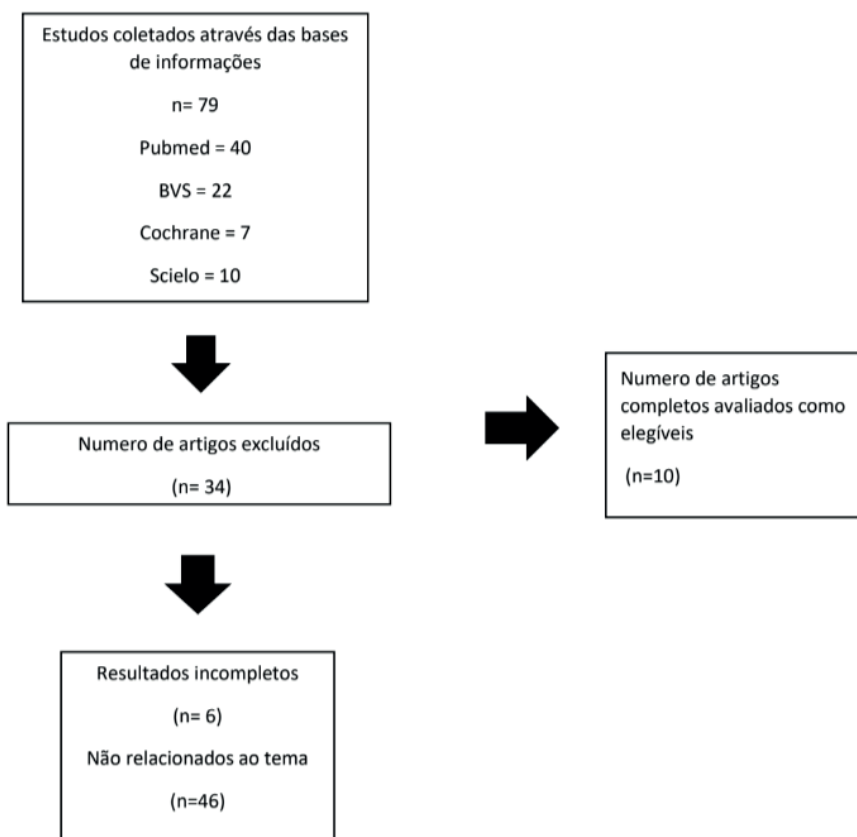 Estudos coletados através das bases
de informações
n= 79
Pubmed = 40
BVS = 22
Cochrane = 7
Scielo = 10
Numero de artigos excluídos
(n= 34)
Numero de artigos
completos avaliados como
elegíveis
(n=10)
Resultados incompletos
(n= 6)
Não relacionados ao tema
(n=46)